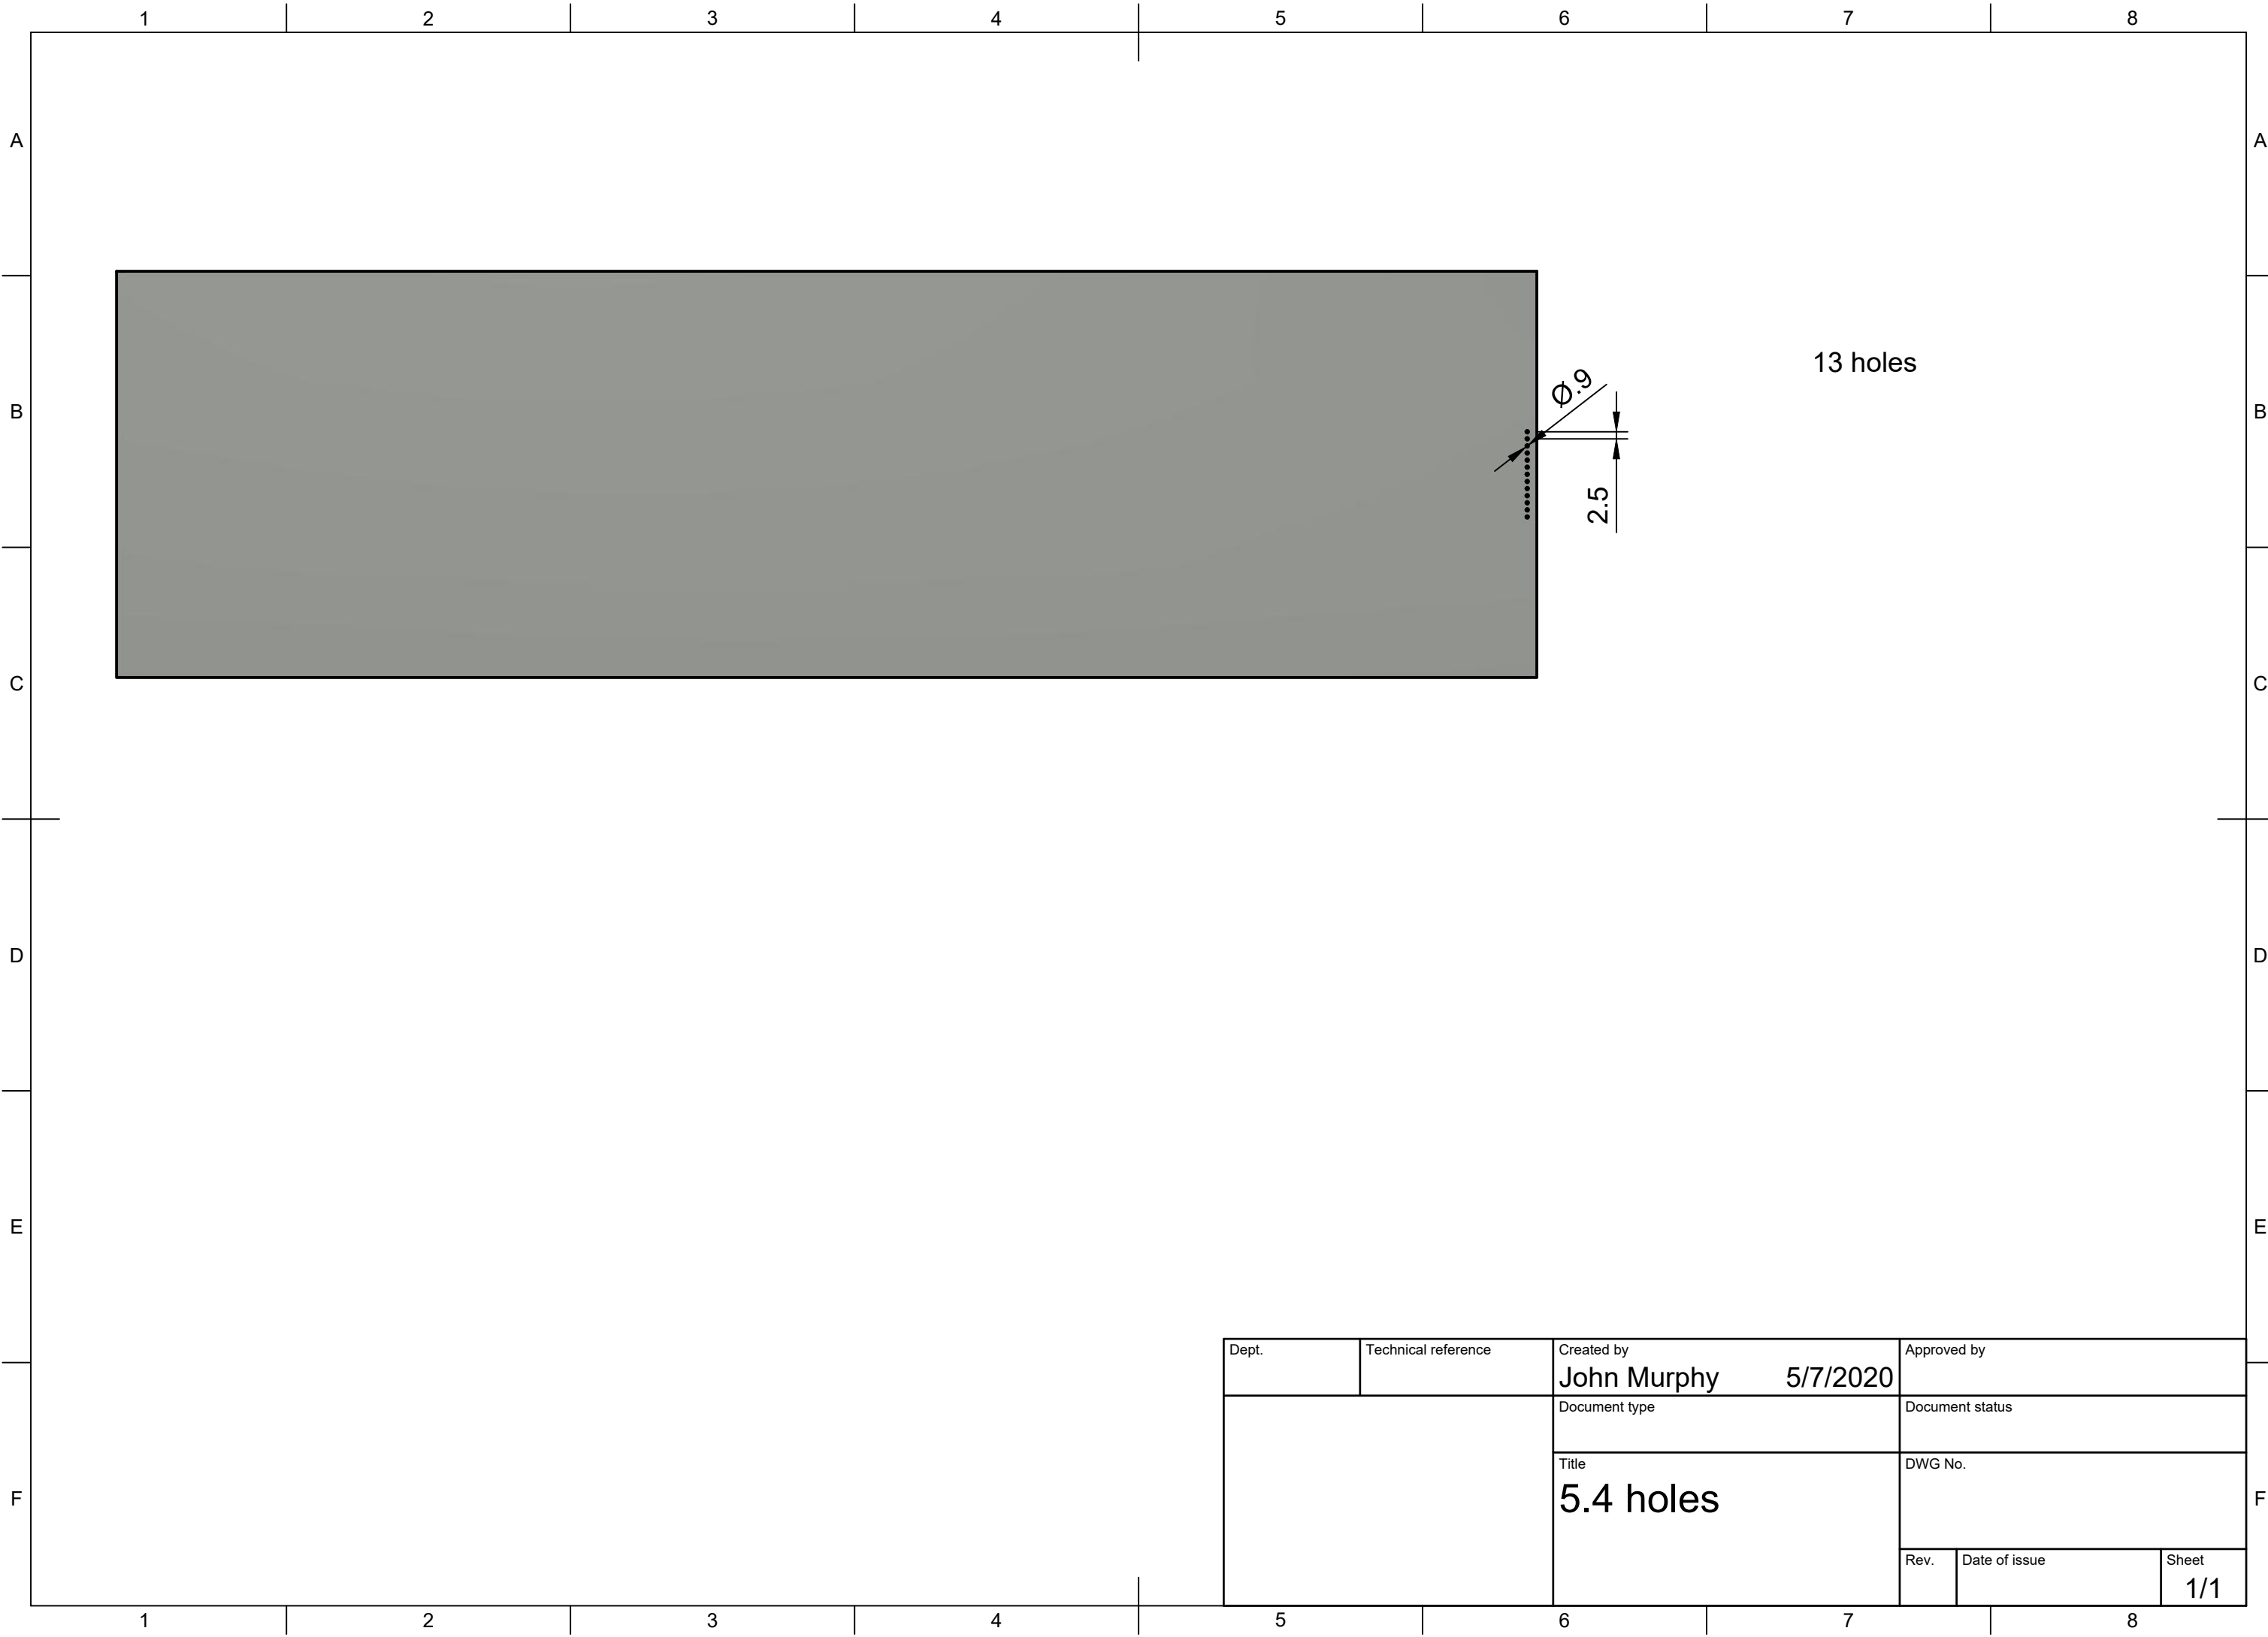 1 2 3 4 5 6 7 8
A A
13 holes
Ø.9
B B
2.5
C C
D D
E E
Dept. Technical reference Created by Approved by
John Murphy 5/7/2020
Document type Document status
Title DWG No.
5.4 holes
F F
Rev. Date of issue Sheet
1/1
1 2 3 4 5 6 7 8